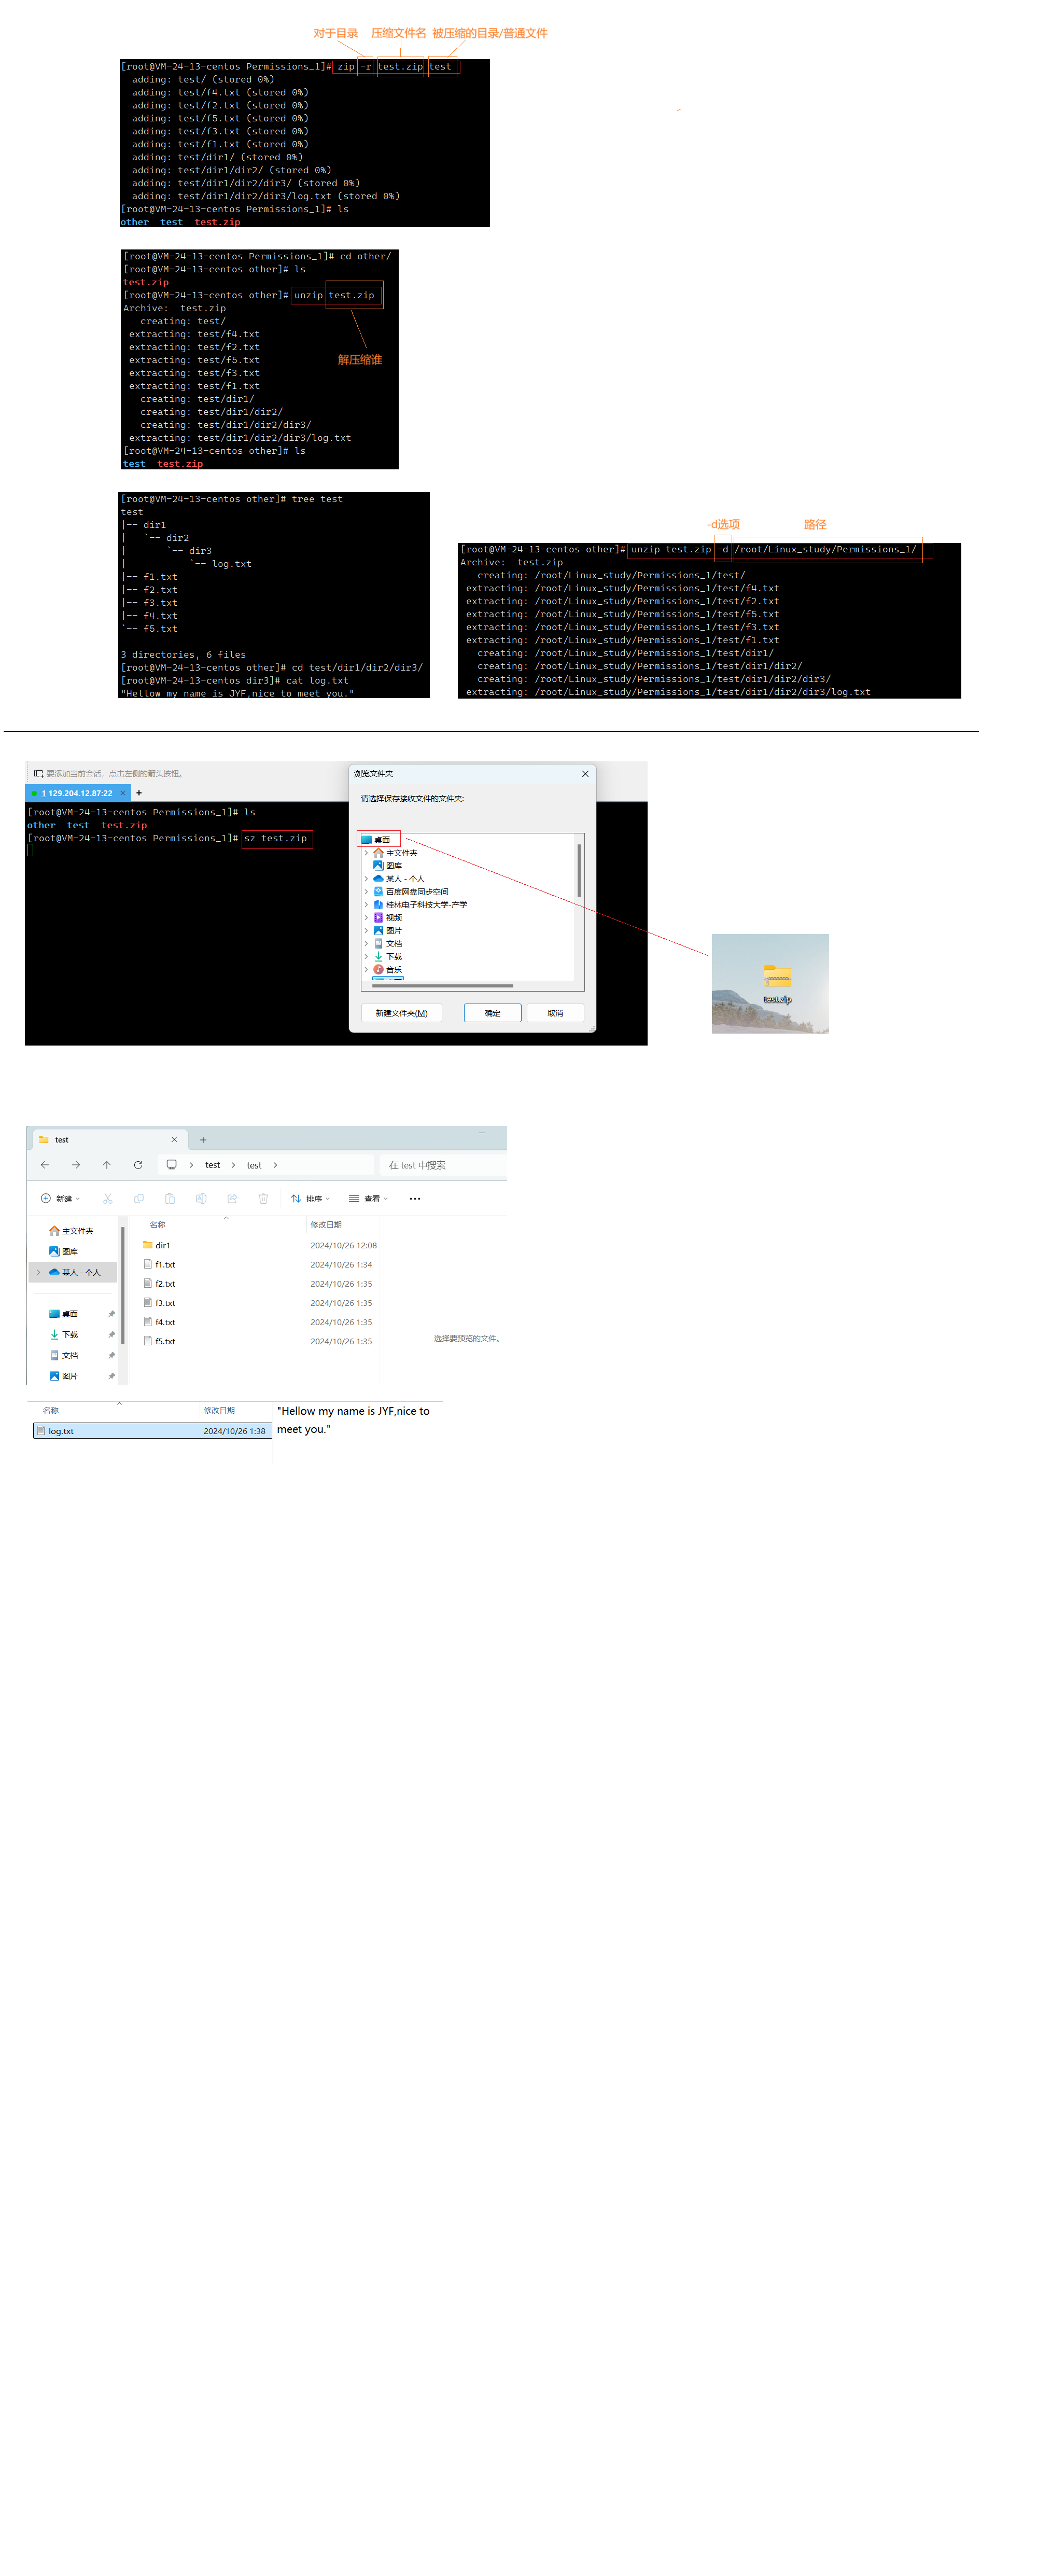 对于目录 压缩文件名 被压缩的目录/普通文件
[root@VM-24-13-centos Permissions_1]# zip -r test.zip test
adding: test/ (stored 0%)
adding: test/f4.txt (stored 0%)
adding: test/f2.txt (stored 0%)
adding: test/f5.txt (stored 0%)
adding: test/f3.txt (stored 0%)
adding: test/f1.txt (stored 0%)
adding: test/dir1/ (stored 0%)
adding: test/dir1/dir2/ (stored 0%)
adding: test/dir1/dir2/dir3/ (stored 0%)
adding: test/dir1/dir2/dir3/log.txt (stored 0%)
[root@VM-24-13-centos Permissions_1]# ls
other test test.zip
[root@VM-24-13-centos Permissions_1]# cd other/
[root@VM-24-13-centos other]# ls
test.zip
[root@VM-24-13-centos other]# unzip test.zip
Archive: test.zip
creating: test/
extracting: test/f4.txt
extracting: test/f2.txt
extracting: test/f5.txt
extracting: test/f3.txt
extracting: test/f1.txt
creating: test/dir1/
creating: test/dir1/dir2/
creating: test/dir1/dir2/dir3/
extracting: test/dir1/dir2/dir3/log.txt
[root@VM-24-13-centos other]# ls
test test.zip
解压缩谁
[root@VM-24-13-centos other]# tree test
test
|-- dir1
|   `-- dir2
|       `-- dir3
|           `-- log.txt
|-- f1.txt
|-- f2.txt
|-- f3.txt
|-- f4.txt
`-- f5.txt
3 directories, 6 files
[root@VM-24-13-centos other]# cd test/dir1/dir2/dir3/
[root@VM-24-13-centos dir3]# cat log.txt
"Hellow my name is JYF,nice to meet you."
-d选项 路径
[root@VM-24-13-centos other]# unzip test.zip -d /root/Linux_study/Permissions_1/
Archive: test.zip
creating: /root/Linux_study/Permissions_1/test/
extracting: /root/Linux_study/Permissions_1/test/f4.txt
extracting: /root/Linux_study/Permissions_1/test/f2.txt
extracting: /root/Linux_study/Permissions_1/test/f5.txt
extracting: /root/Linux_study/Permissions_1/test/f3.txt
extracting: /root/Linux_study/Permissions_1/test/f1.txt
creating: /root/Linux_study/Permissions_1/test/dir1/
creating: /root/Linux_study/Permissions_1/test/dir1/dir2/
creating: /root/Linux_study/Permissions_1/test/dir1/dir2/dir3/
extracting: /root/Linux_study/Permissions_1/test/dir1/dir2/dir3/log.txt
要添加当前会话，点击左侧的箭头按钮。
1 129.204.12.87:22 × +
[root@VM-24-13-centos Permissions_1]# ls
other test test.zip
[root@VM-24-13-centos Permissions_1]# sz test.zip
浏览文件夹
请选择保存接收文件的文件夹:
桌面
主文件夹
图库
某人 - 个人
百度网盘同步空间
桂林电子科技大学-产学
视频
图片
文档
下载
音乐
新建文件夹(M) 确定 取消
test.zip
test
test > test > 在 test 中搜索
新建 排序 查看 ...
名称 修改日期
主文件夹
图库
某人 - 个人
桌面
下载
文档
图片
dir1 2024/10/26 12:08
f1.txt 2024/10/26 1:34
f2.txt 2024/10/26 1:35
f3.txt 2024/10/26 1:35
f4.txt 2024/10/26 1:35
f5.txt 2024/10/26 1:35
选择要预览的文件。
名称 修改日期
log.txt 2024/10/26 1:38
"Hellow my name is JYF,nice to
meet you."